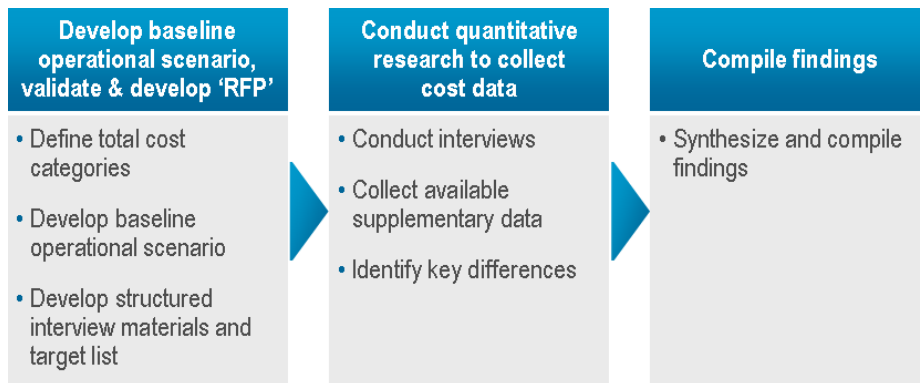 Develop baseline
operational scenario,
validate & develop ‘RFP’
• Define total cost
categories
• Develop baseline
operational scenario
• Develop structured
interview materials and
target list
Conduct quantitative
research to collect
cost data
• Conduct interviews
• Collect available
supplementary data
• Identify key differences
Compile findings
• Synthesize and compile
findings